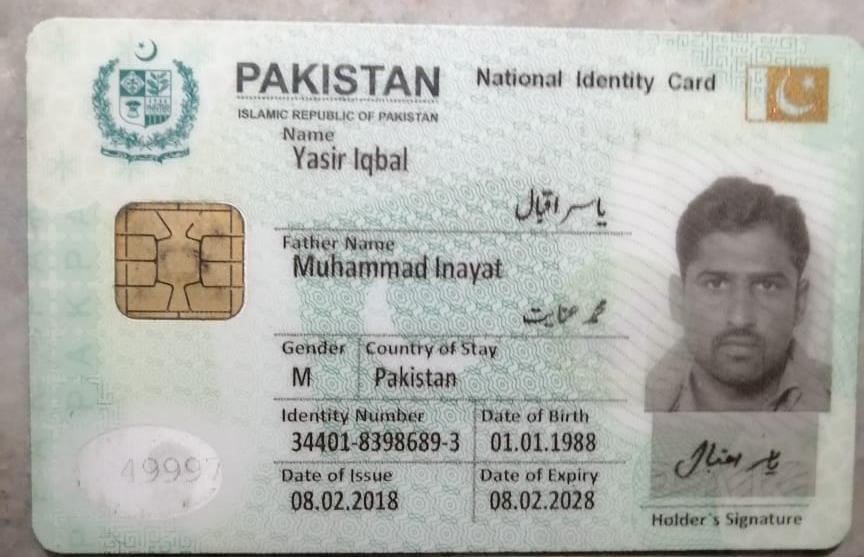 PAKISTAN National Identity Card
ISLAMIC REPUBLIC OF PAKISTAN
Name
Yasir Iqbal
یاسر اقبال
Father Name
Muhammad Inayat
محمد عنایت
Gender Country of Stay
M Pakistan
Identity Number Date of Birth
34401-8398689-3 01.01.1988
Date of Issue Date of Expiry
08.02.2018 08.02.2028
49997
یاسر اقبال
Holder's Signature